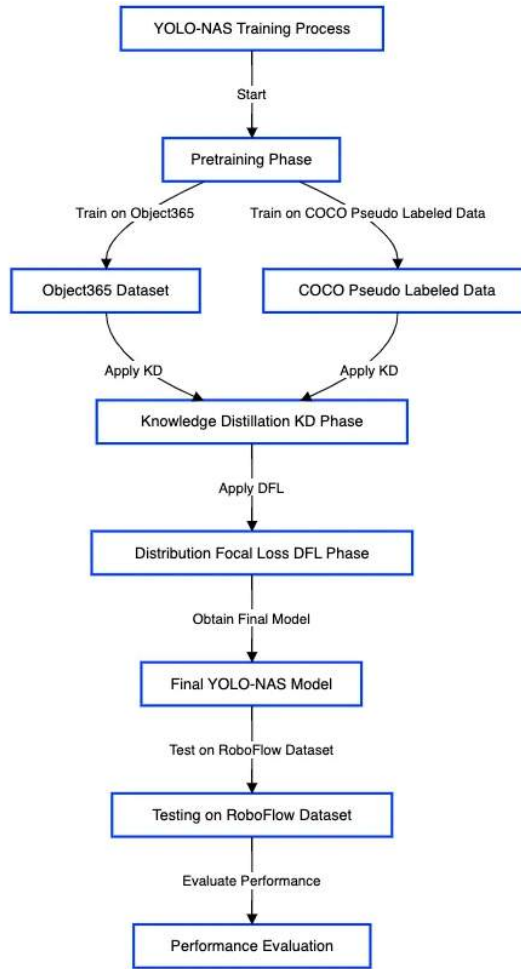 YOLO-NAS Training Process
Start
Pretraining Phase
Train on Object365
Train on COCO Pseudo Labeled Data
Object365 Dataset
COCO Pseudo Labeled Data
Apply KD
Apply KD
Knowledge Distillation KD Phase
Apply DFL
Distribution Focal Loss DFL Phase
Obtain Final Model
Final YOLO-NAS Model
Test on RoboFlow Dataset
Testing on RoboFlow Dataset
Evaluate Performance
Performance Evaluation